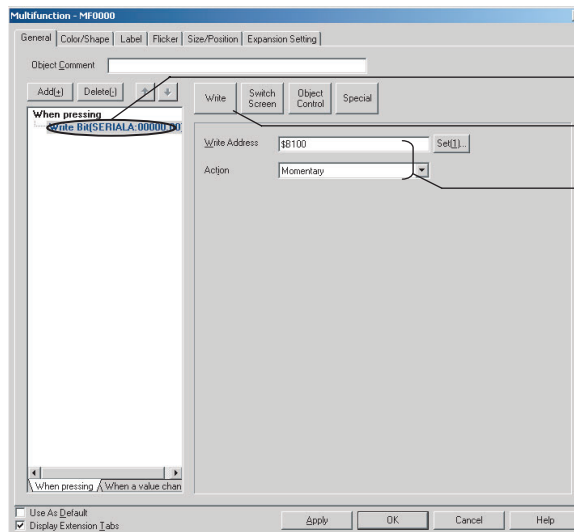 Multifunction - MF0000
General Color/Shape Label Flicker Size/Position Expansion Setting
Object Comment
Add(+) Delete(-)
Write Switch Screen Object Control Special
When pressing
Write Bit(SERIALA:00000.00)
Write Address $B100 Set(1)...
Action Momentary
When pressing When a value chan
Use As Default
Display Extension Tabs
Apply OK Cancel Help